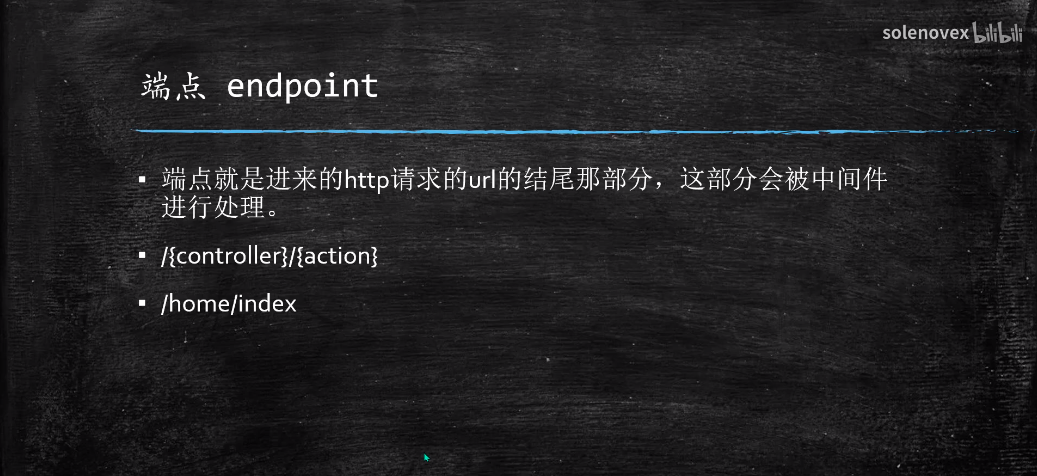 solenovex bilibili
端点 endpoint
▪ 端点就是进来的http请求的url的结尾那部分，这部分会被中间件
进行处理。
▪ /{controller}/{action}
▪ /home/index